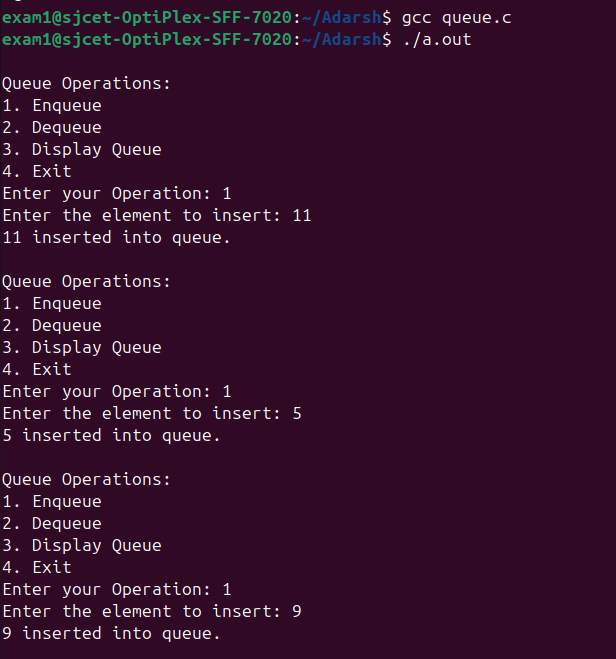 exam1@sjcet-OptiPlex-SFF-7020:~/Adarsh$ gcc queue.c
exam1@sjcet-OptiPlex-SFF-7020:~/Adarsh$ ./a.out

Queue Operations:
1. Enqueue
2. Dequeue
3. Display Queue
4. Exit
Enter your Operation: 1
Enter the element to insert: 11
11 inserted into queue.

Queue Operations:
1. Enqueue
2. Dequeue
3. Display Queue
4. Exit
Enter your Operation: 1
Enter the element to insert: 5
5 inserted into queue.

Queue Operations:
1. Enqueue
2. Dequeue
3. Display Queue
4. Exit
Enter your Operation: 1
Enter the element to insert: 9
9 inserted into queue.